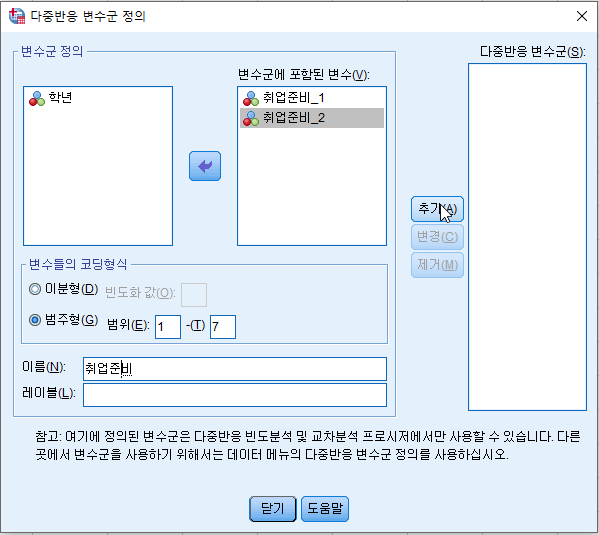 다중반응 변수군 정의
변수군 정의
다중반응 변수군(S):
변수군에 포함된 변수(V):
학년
취업준비_1
취업준비_2
추가(A)
변경(C)
제거(M)
변수들의 코딩형식
이분형(D) 빈도화 값(O):
범주형(G) 범위(E): 1 -(T) 7
이름(N): 취업준비
레이블(L):
참고: 여기에 정의된 변수군은 다중반응 빈도분석 및 교차분석 프로시저에서만 사용할 수 있습니다. 다른
곳에서 변수군을 사용하기 위해서는 데이터 메뉴의 다중반응 변수군 정의를 사용하십시오.
닫기 도움말